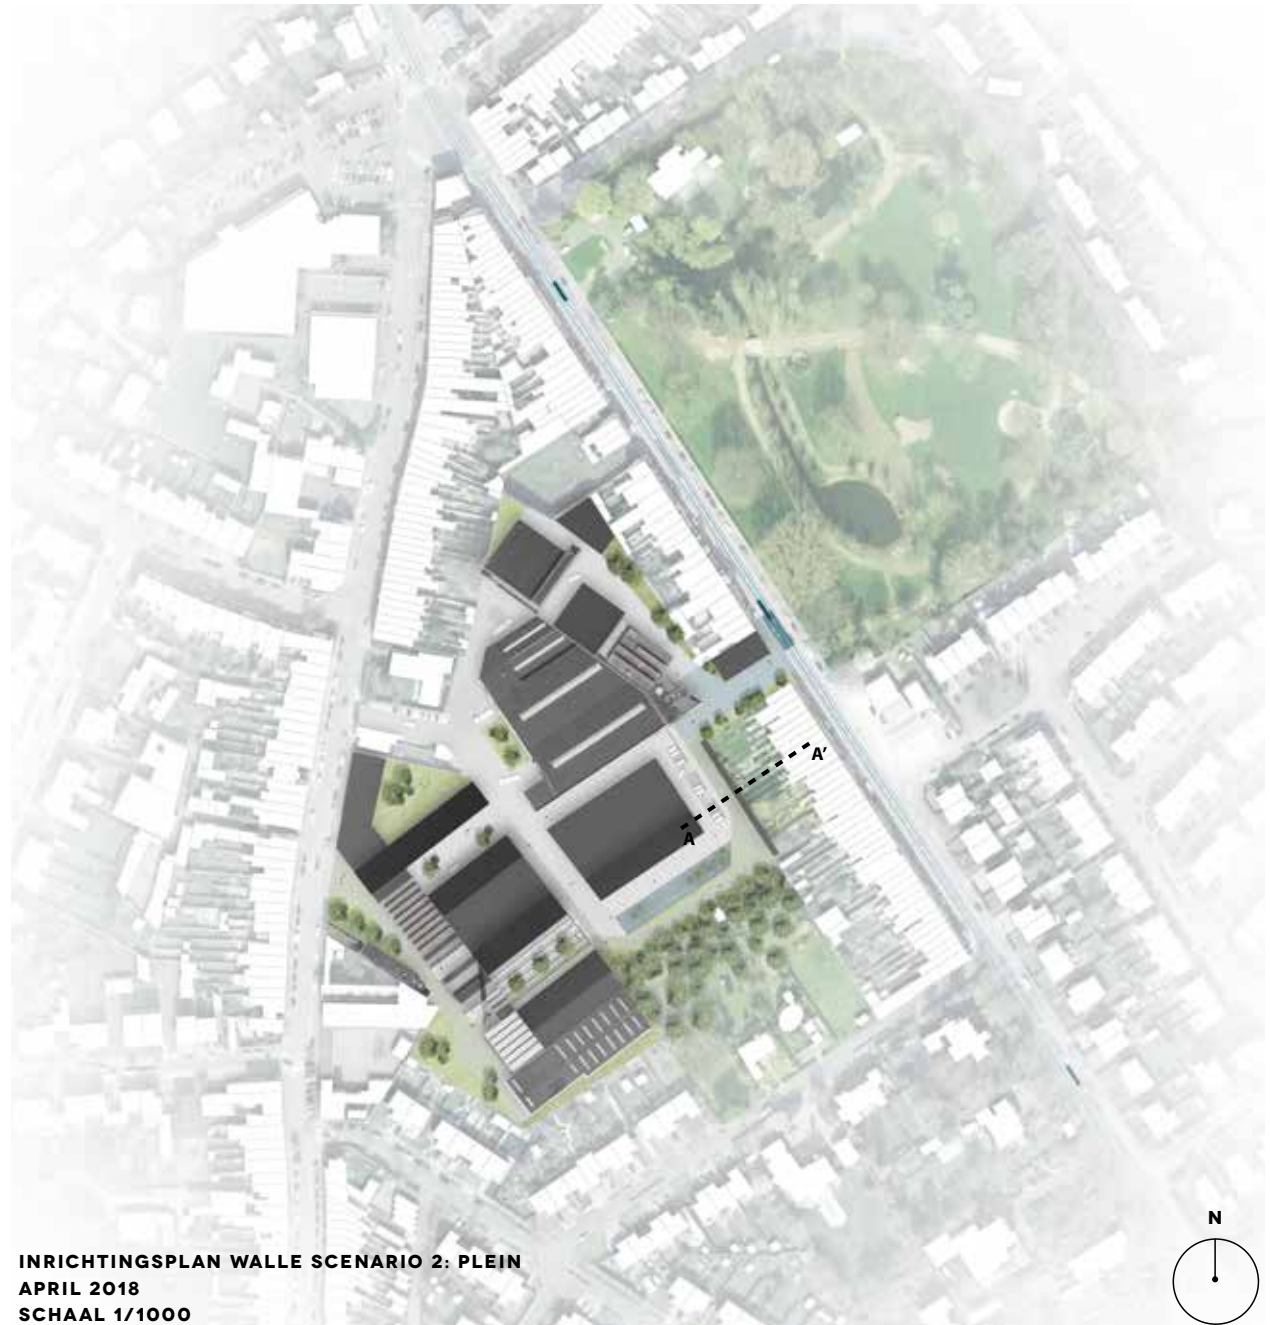 A'
A
N
INRICHTINGSPLAN WALLE SCENARIO 2: PLEIN
APRIL 2018
SCHAAL 1/1000